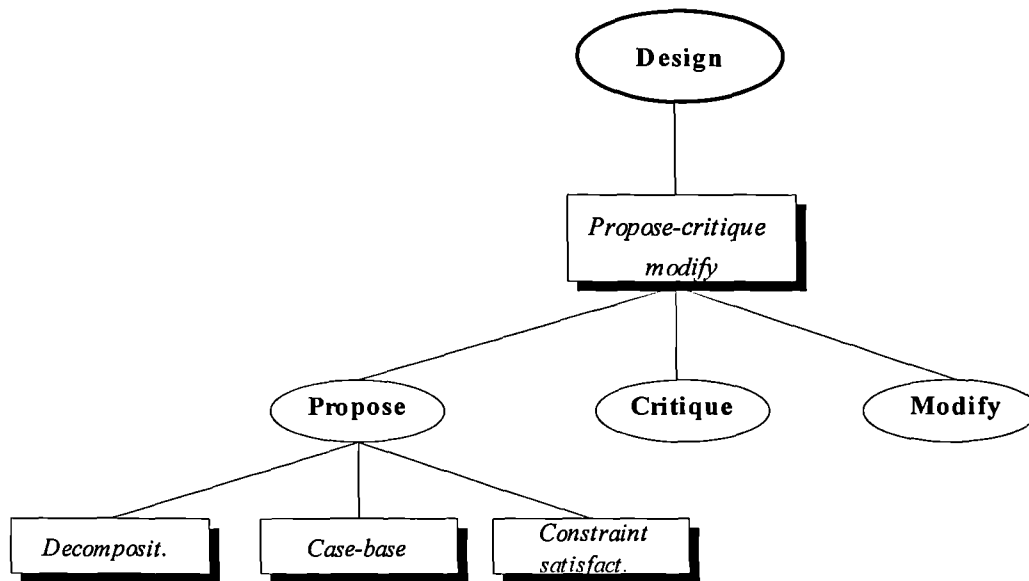 Design
Propose-critique
modify
Propose
Critique
Modify
Decomposit.
Case-base
Constraint
satisfact.